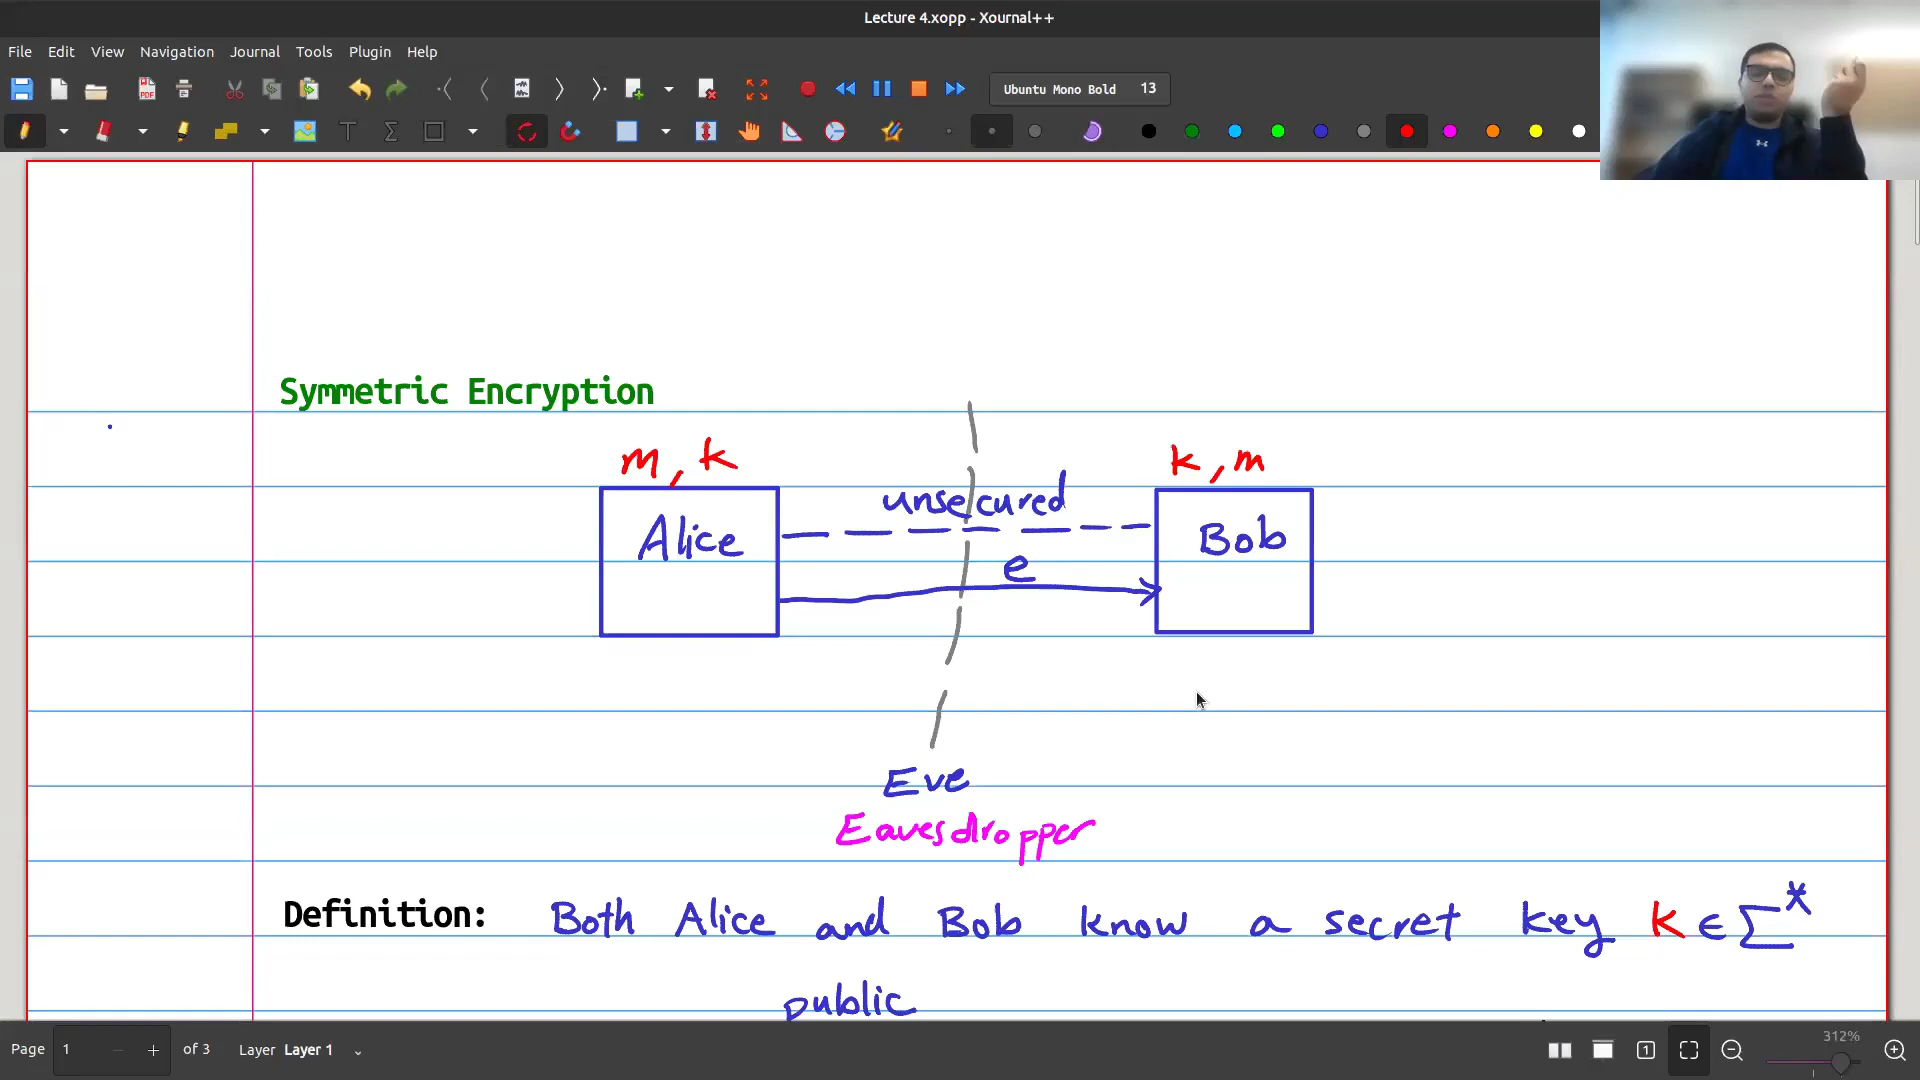 Lecture 4.xopp - Xournal++
File Edit View Navigation Journal Tools Plugin Help
PDF
Ubuntu Mono Bold 13
Symmetric Encryption
m, k
k, m
unsecured
Alice
Bob
e
Eve
Eavesdropper
Definition: Both Alice and Bob know a secret key k ∈ Σ*
public
Page 1 of 3 Layer Layer 1
1
312%